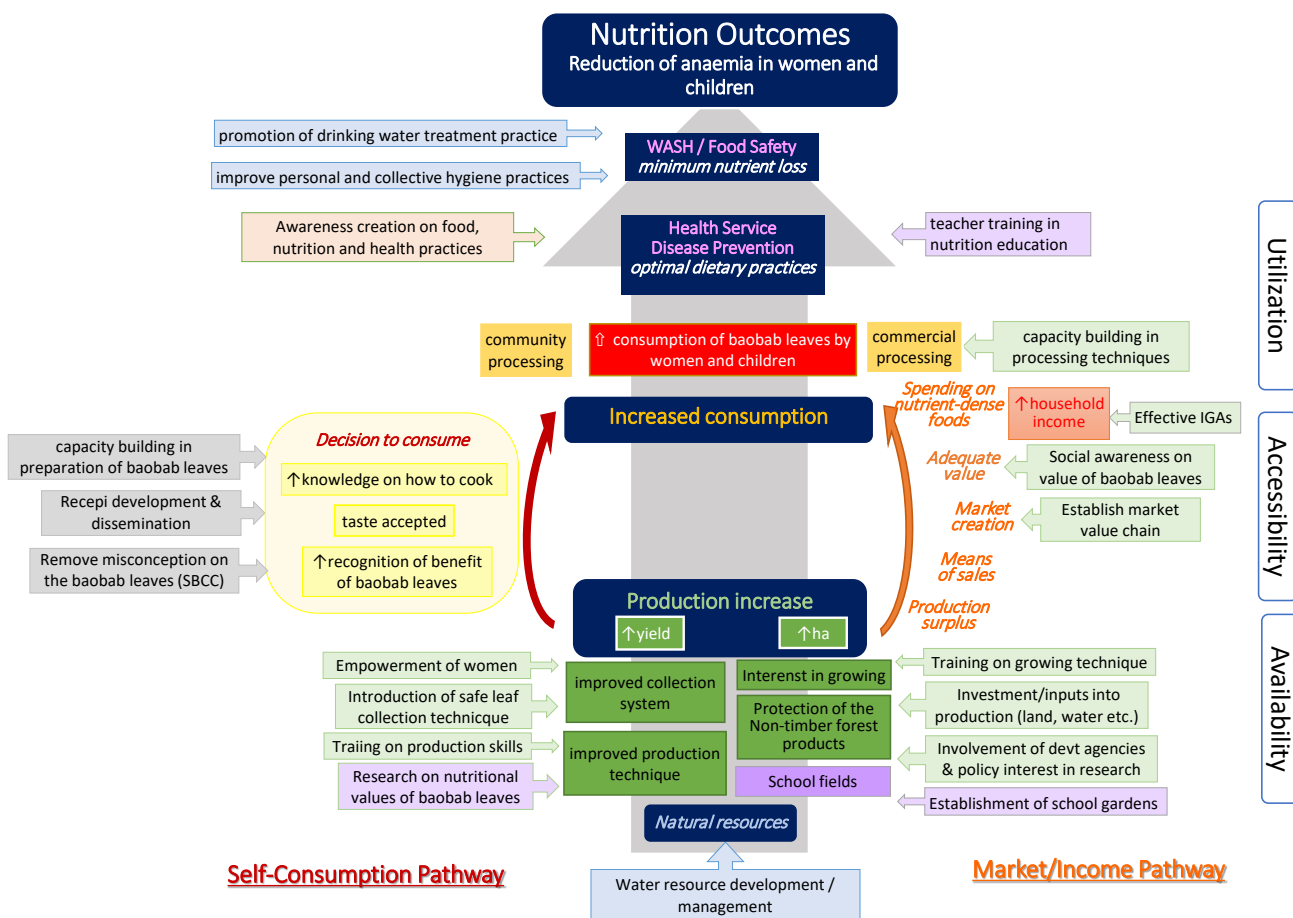 Nutrition Outcomes
Reduction of anaemia in women and
children
promotion of drinking water treatment practice
WASH / Food Safety
minimum nutrient loss
improve personal and collective hygiene practices
Awareness creation on food,
nutrition and health practices
Health Service
Disease Prevention
optimal dietary practices
teacher training in
nutrition education
Utilization
community
processing
⇧ consumption of baobab leaves by
women and children
commercial
processing
capacity building in
processing techniques
Increased consumption
Spending on
nutrient-dense
foods
↑household
income
Effective IGAs
Accessibility
Decision to consume
capacity building in
preparation of baobab leaves
↑knowledge on how to cook
Recepi development &
dissemination
taste accepted
Remove misconception on
the baobab leaves (SBCC)
↑recognition of benefit
of baobab leaves
Adequate
value
Social awareness on
value of baobab leaves
Market
creation
Establish market
value chain
Means
of sales
Production
surplus
Production increase
↑yield
↑ha
Availability
Empowerment of women
improved collection
system
Introduction of safe leaf
collection technicque
Traiing on production skills
improved production
technique
Research on nutritional
values of baobab leaves
Interenst in growing
Training on growing technique
Protection of the
Non-timber forest
products
Investment/inputs into
production (land, water etc.)
Involvement of devt agencies
& policy interest in research
School fields
Establishment of school gardens
Natural resources
Self-Consumption Pathway
Water resource development /
management
Market/Income Pathway